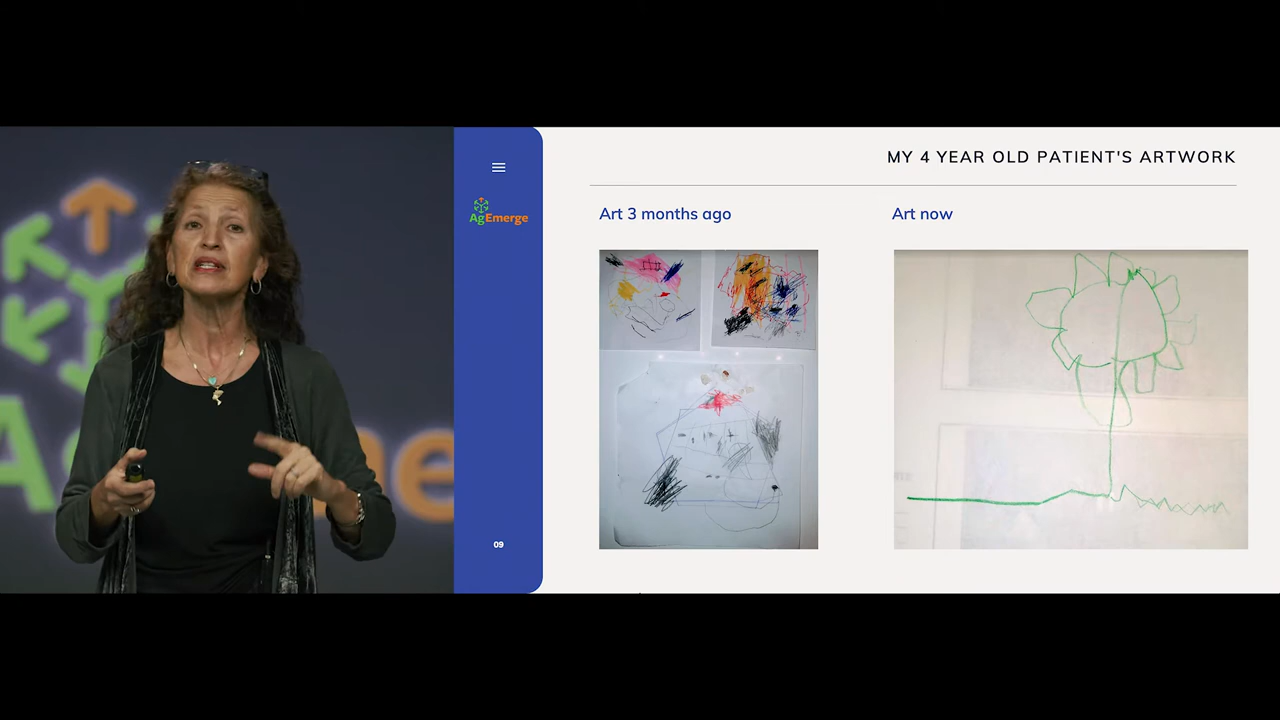 MY 4 YEAR OLD PATIENT'S ARTWORK
AgEmerge
Art 3 months ago
Art now
09